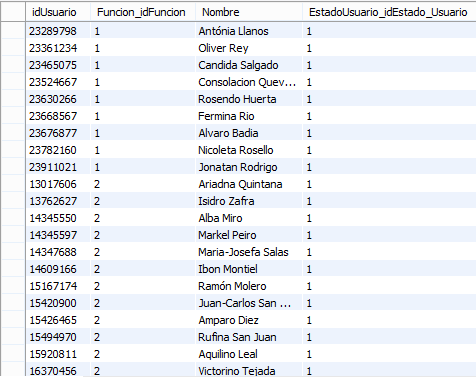 idUsuario Funcion_idFuncion Nombre EstadoUsuario_idEstado_Usuario
23289798 1 Antónia Llanos 1
23361234 1 Oliver Rey 1
23465075 1 Candida Salgado 1
23524667 1 Consolacion Quev... 1
23630266 1 Rosendo Huerta 1
23668567 1 Fermina Rio 1
23676877 1 Alvaro Badia 1
23782160 1 Nicoleta Rosello 1
23911021 1 Jonatan Rodrigo 1
13017606 2 Ariadna Quintana 1
13762627 2 Isidro Zafra 1
14345550 2 Alba Miro 1
14345597 2 Markel Peiro 1
14347688 2 Maria-Josefa Salas 1
14609166 2 Ibon Montiel 1
15167174 2 Ramón Molero 1
15420900 2 Juan-Carlos San ... 1
15426465 2 Amparo Diez 1
15494970 2 Rufina San Juan 1
15920811 2 Aquilino Leal 1
16370456 2 Victorino Tejada 1